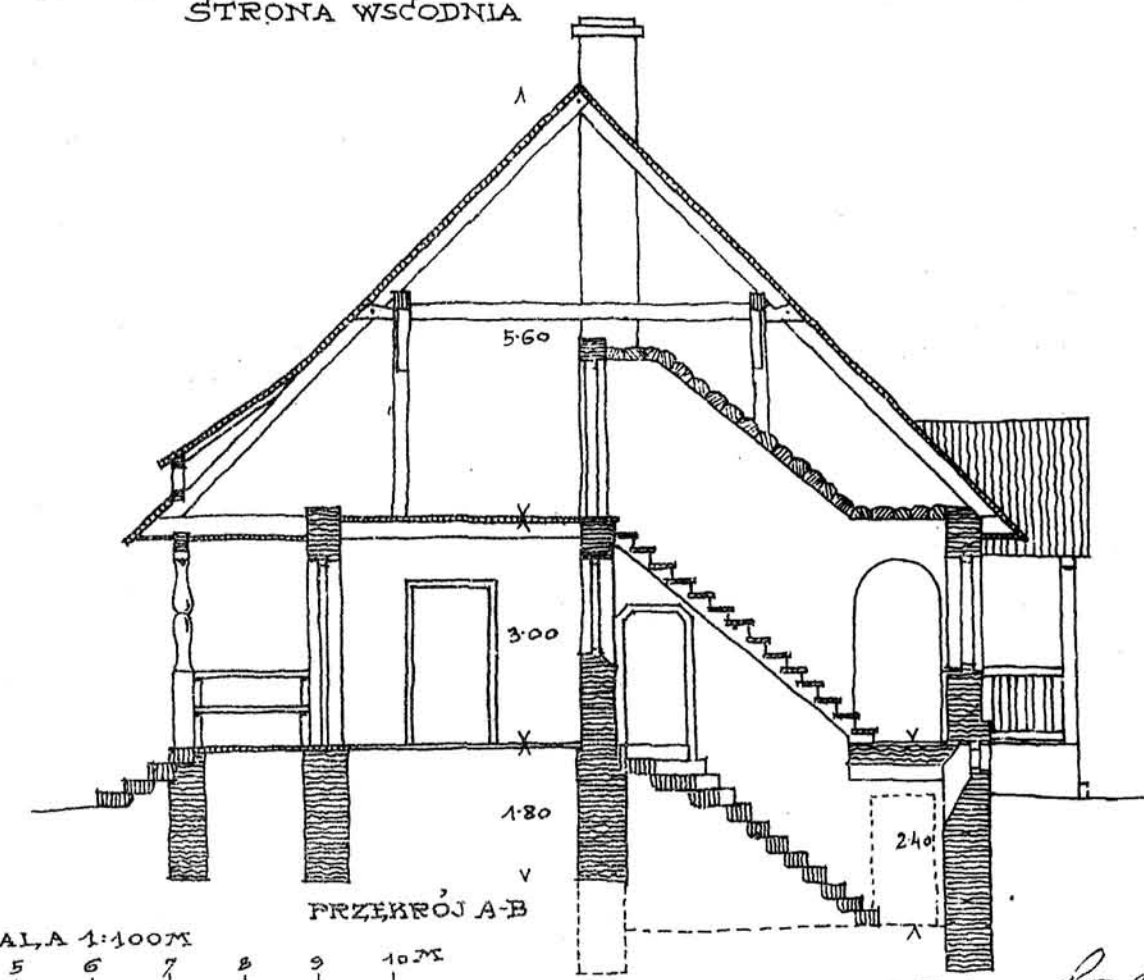 STRONA WSCODNIA
5·60
3·00
1·80
2·40
PRZEKRÓJ A-B
ALA 1:100M
5 6 7 8 9 10M